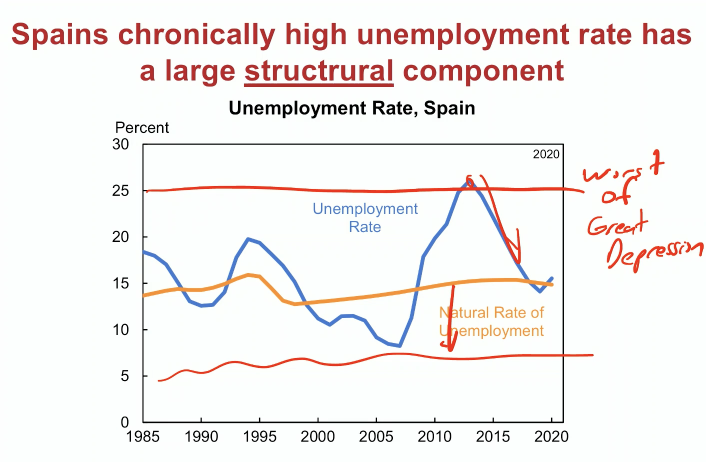 Spains chronically high unemployment rate has
a large structrural component
Unemployment Rate, Spain
Percent
30
2020
25
20
15
10
5
0
Unemployment
Rate
Natural Rate of
Unemployment
1985 1990 1995 2000 2005 2010 2015 2020
Worst
of
Great
Depression